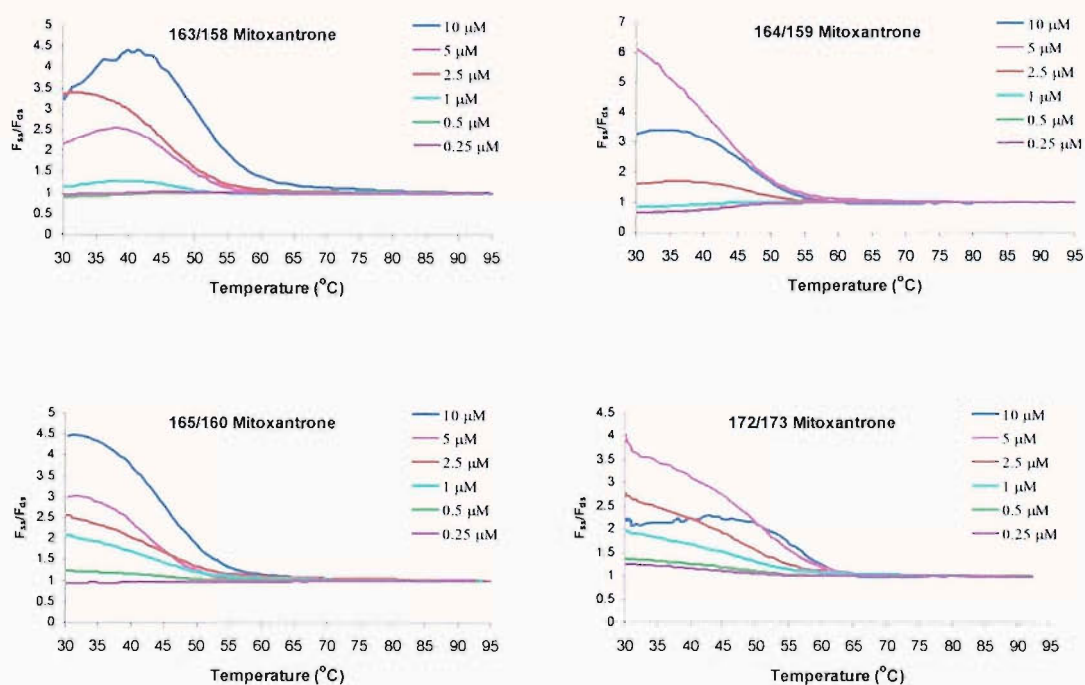 163/158 Mitoxantrone
F_ss/F_ds
5
4.5
4
3.5
3
2.5
2
1.5
1
0.5
0
30 35 40 45 50 55 60 65 70 75 80 85 90 95
Temperature (°C)
10 µM
5 µM
2.5 µM
1 µM
0.5 µM
0.25 µM
164/159 Mitoxantrone
F_ss/F_ds
7
6
5
4
3
2
1
0
30 35 40 45 50 55 60 65 70 75 80 85 90 95
Temperature (°C)
10 µM
5 µM
2.5 µM
1 µM
0.5 µM
0.25 µM
165/160 Mitoxantrone
F_ss/F_ds
5
4.5
4
3.5
3
2.5
2
1.5
1
0.5
0
30 35 40 45 50 55 60 65 70 75 80 85 90 95
Temperature (°C)
10 µM
5 µM
2.5 µM
1 µM
0.5 µM
0.25 µM
172/173 Mitoxantrone
F_ss/F_ds
4.5
4
3.5
3
2.5
2
1.5
1
0.5
0
30 35 40 45 50 55 60 65 70 75 80 85 90 95
Temperature (°C)
10 µM
5 µM
2.5 µM
1 µM
0.5 µM
0.25 µM